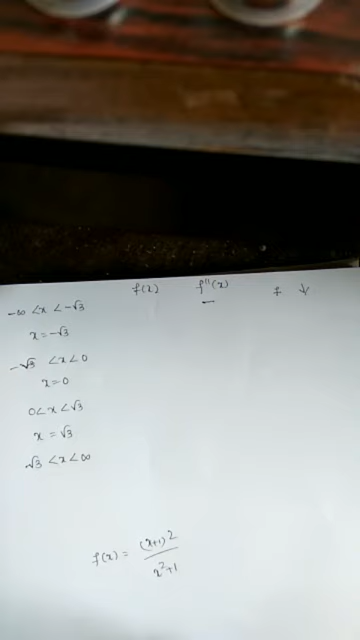 f(x) f''(x) f ↓
-∞ < x < -√3
x = -√3
-√3 < x < 0
x = 0
0 < x < √3
x = √3
√3 < x < ∞
f(x) = (x+1)2 / x²+1